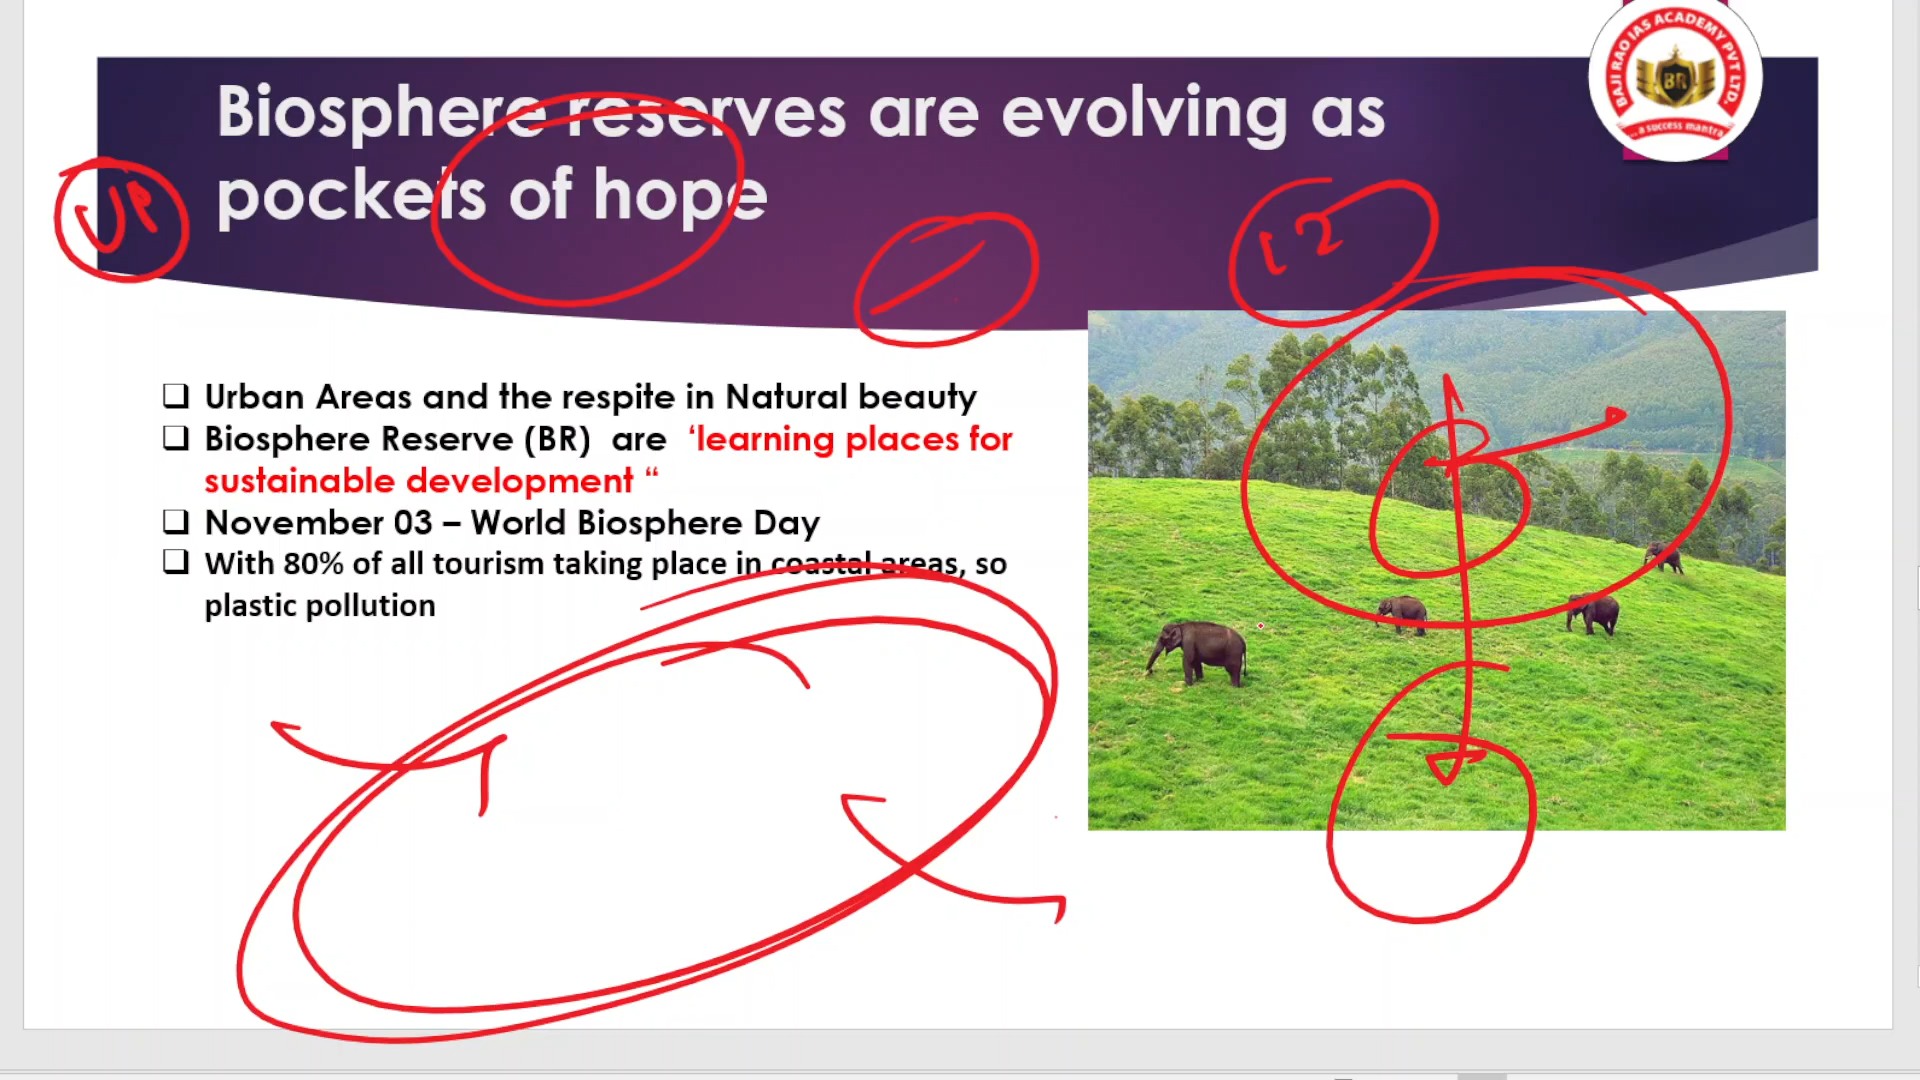 BAJI RAO IAS ACADEMY PVT LTD.
BR
... a success mantra
Biosphere reserves are evolving as
pockets of hope
UP
12
❑ Urban Areas and the respite in Natural beauty
❑ Biosphere Reserve (BR) are ‘learning places for
sustainable development “
❑ November 03 – World Biosphere Day
❑ With 80% of all tourism taking place in coastal areas, so
plastic pollution